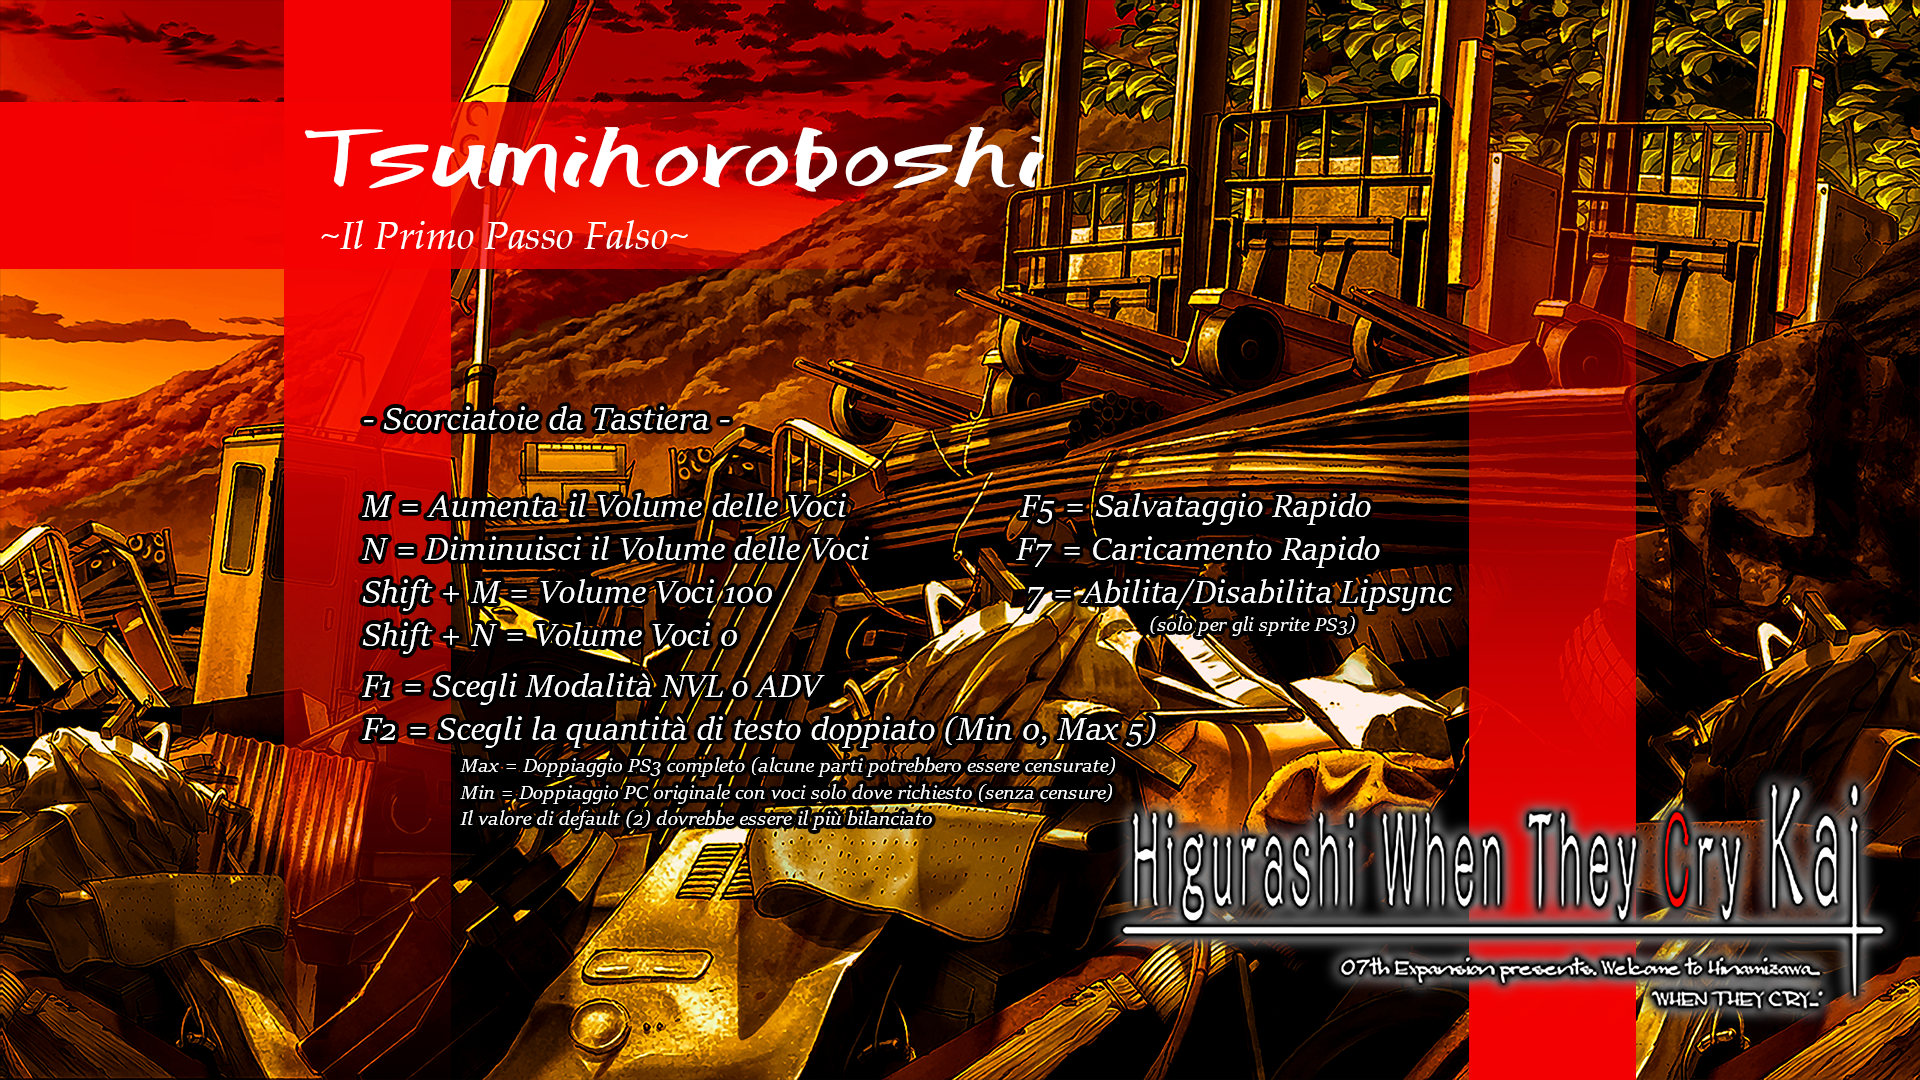 Tsumihoroboshi
~Il Primo Passo Falso~
- Scorciatoie da Tastiera -
M = Aumenta il Volume delle Voci
N = Diminuisci il Volume delle Voci
Shift + M = Volume Voci 100
Shift + N = Volume Voci 0
F1 = Scegli Modalità NVL o ADV
F2 = Scegli la quantità di testo doppiato (Min 0, Max 5)
Max = Doppiaggio PS3 completo (alcune parti potrebbero essere censurate)
Min = Doppiaggio PC originale con voci solo dove richiesto (senza censure)
Il valore di default (2) dovrebbe essere il più bilanciato
F5 = Salvataggio Rapido
F7 = Caricamento Rapido
7 = Abilita/Disabilita Lipsync
(solo per gli sprite PS3)
Higurashi When They Cry Kai
07th Expansion presents. Welcome to Hinamizawa...
"WHEN THEY CRY..."